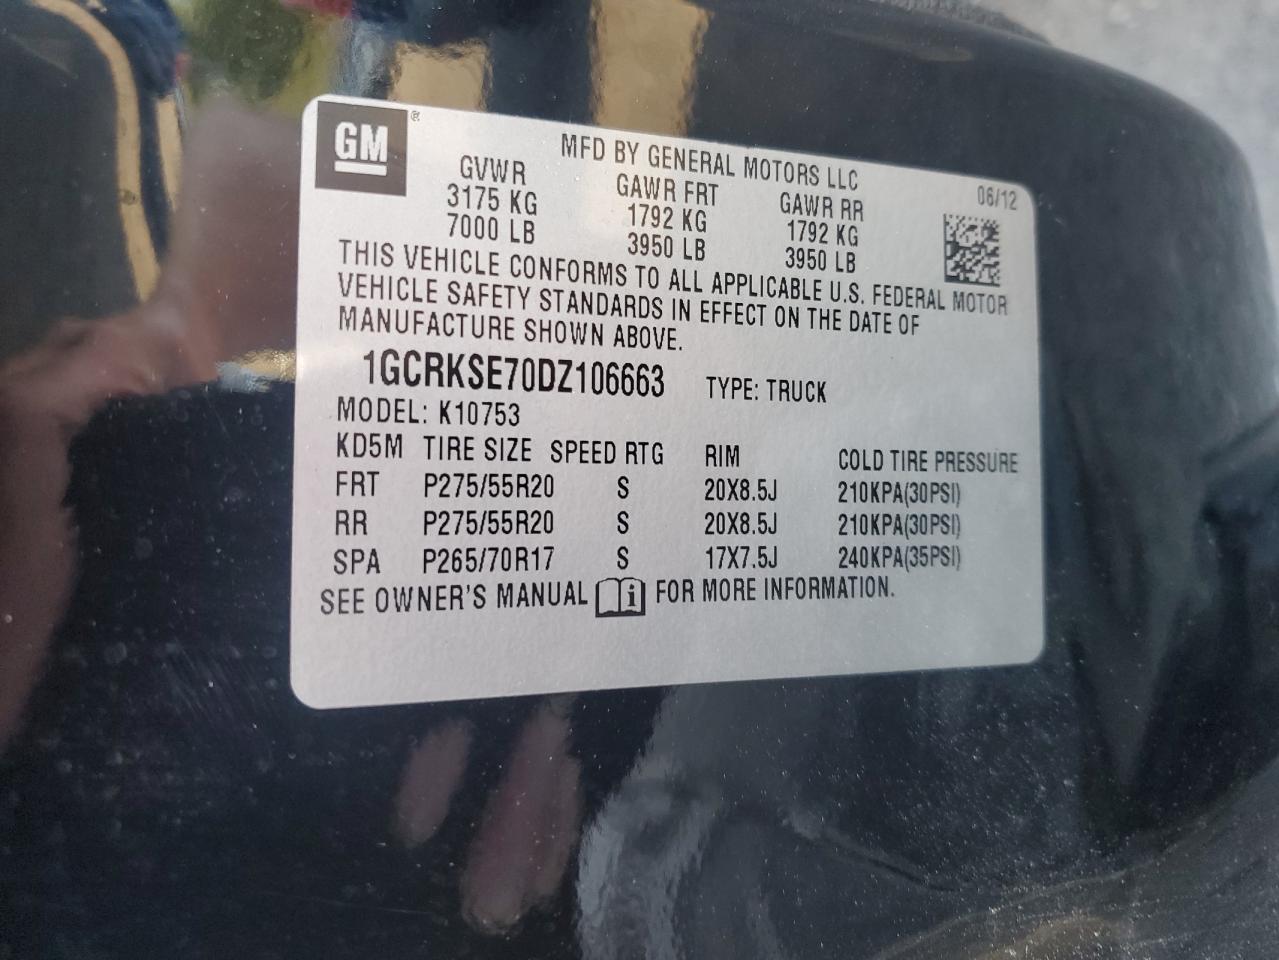 GM ®
MFD BY GENERAL MOTORS LLC
06/12
GVWR GAWR FRT GAWR RR
3175 KG 1792 KG 1792 KG
7000 LB 3950 LB 3950 LB
THIS VEHICLE CONFORMS TO ALL APPLICABLE U.S. FEDERAL MOTOR
VEHICLE SAFETY STANDARDS IN EFFECT ON THE DATE OF
MANUFACTURE SHOWN ABOVE.
1GCRKSE70DZ106663 TYPE: TRUCK
MODEL: K10753
KD5M TIRE SIZE SPEED RTG RIM COLD TIRE PRESSURE
FRT P275/55R20 S 20X8.5J 210KPA(30PSI)
RR P275/55R20 S 20X8.5J 210KPA(30PSI)
SPA P265/70R17 S 17X7.5J 240KPA(35PSI)
SEE OWNER'S MANUAL i FOR MORE INFORMATION.